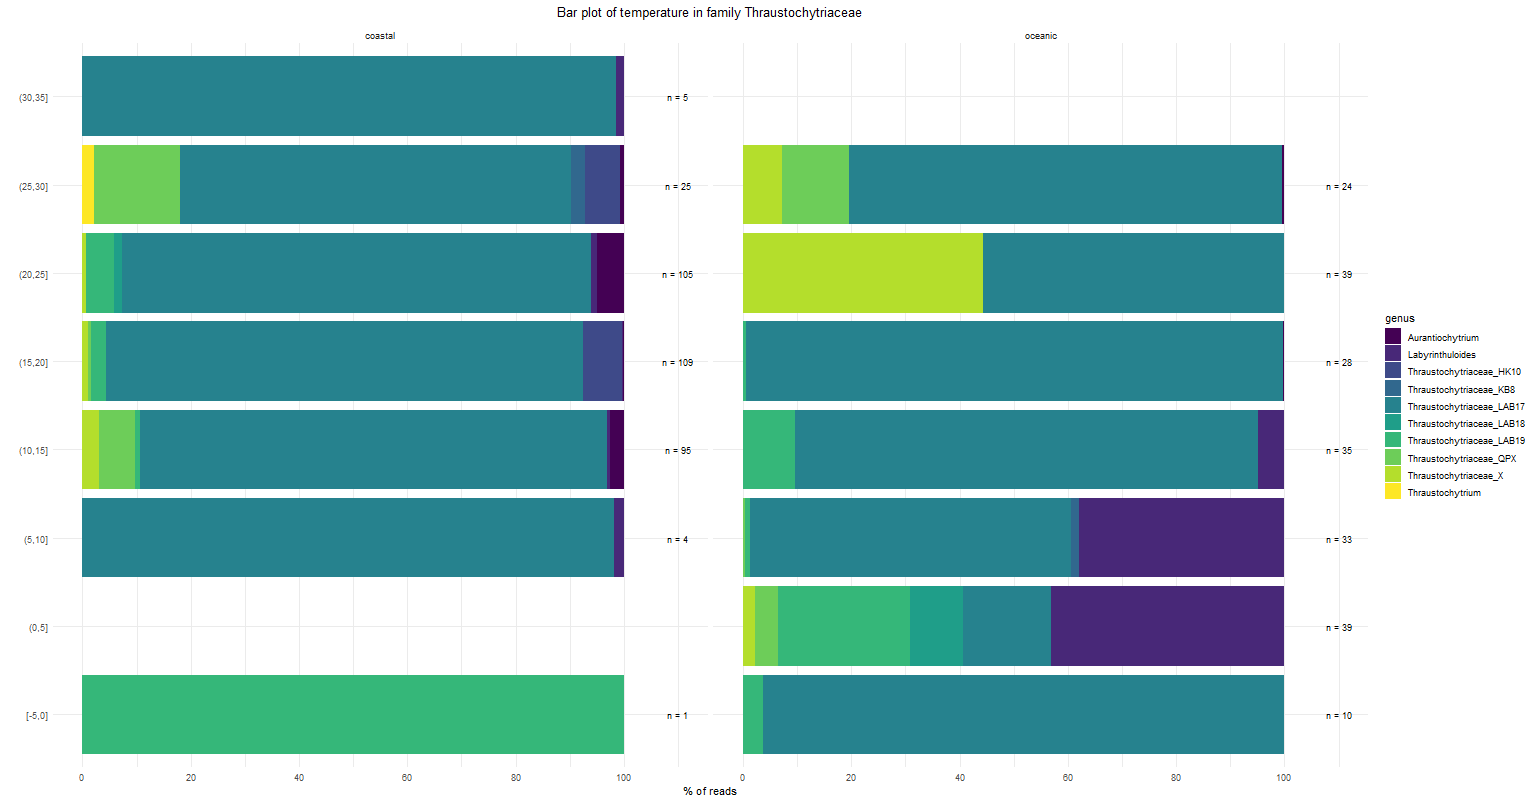 Bar plot of temperature in family Thraustochytriaceae
coastal
oceanic
(30,35]
n = 5
(25,30]
n = 25
n = 24
(20,25]
n = 105
n = 39
(15,20]
n = 109
n = 28
(10,15]
n = 95
n = 35
(5,10]
n = 4
n = 33
(0,5]
n = 39
[-5,0]
n = 1
n = 10
0 20 40 60 80 100
0 20 40 60 80 100
% of reads
genus
Aurantiochytrium
Labyrinthuloides
Thraustochytriaceae_HK10
Thraustochytriaceae_KB8
Thraustochytriaceae_LAB17
Thraustochytriaceae_LAB18
Thraustochytriaceae_LAB19
Thraustochytriaceae_QPX
Thraustochytriaceae_X
Thraustochytrium